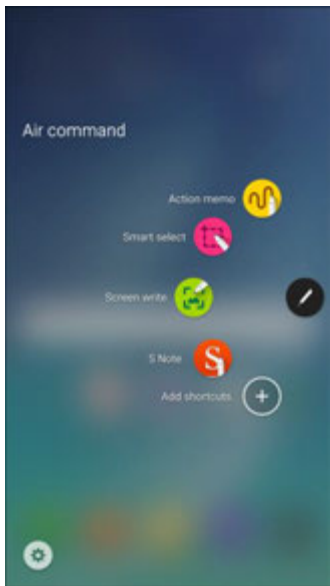 Air command
Action memo
Smart select
Screen write
S Note
S
Add shortcuts